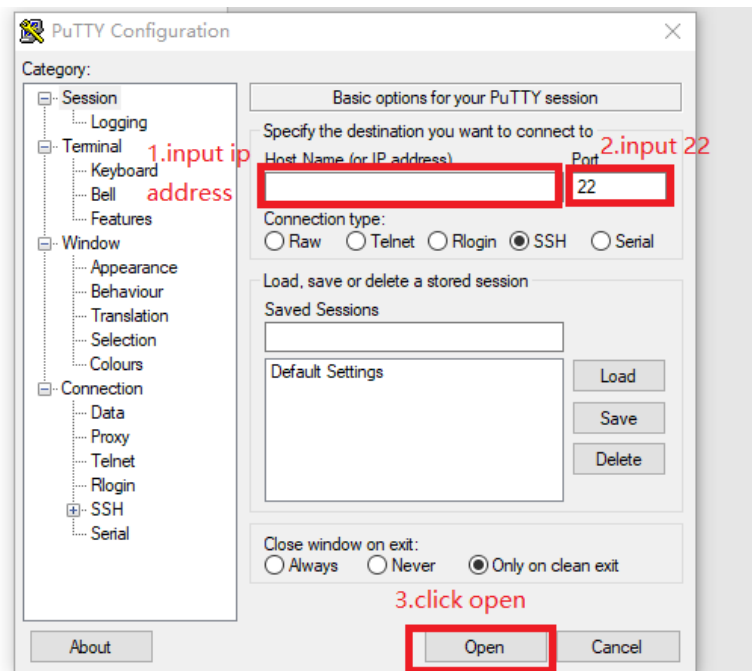 PuTTY Configuration
Category:
Session
Logging
Terminal
Keyboard
Bell
Features
Window
Appearance
Behaviour
Translation
Selection
Colours
Connection
Data
Proxy
Telnet
Rlogin
SSH
Serial
Basic options for your PuTTY session
Specify the destination you want to connect to
1.input ip
address
2.input 22
Host Name (or IP address)
Port
22
Connection type:
Raw
Telnet
Rlogin
SSH
Serial
Load, save or delete a stored session
Saved Sessions
Default Settings
Load
Save
Delete
Close window on exit:
Always
Never
Only on clean exit
3.click open
About
Open
Cancel